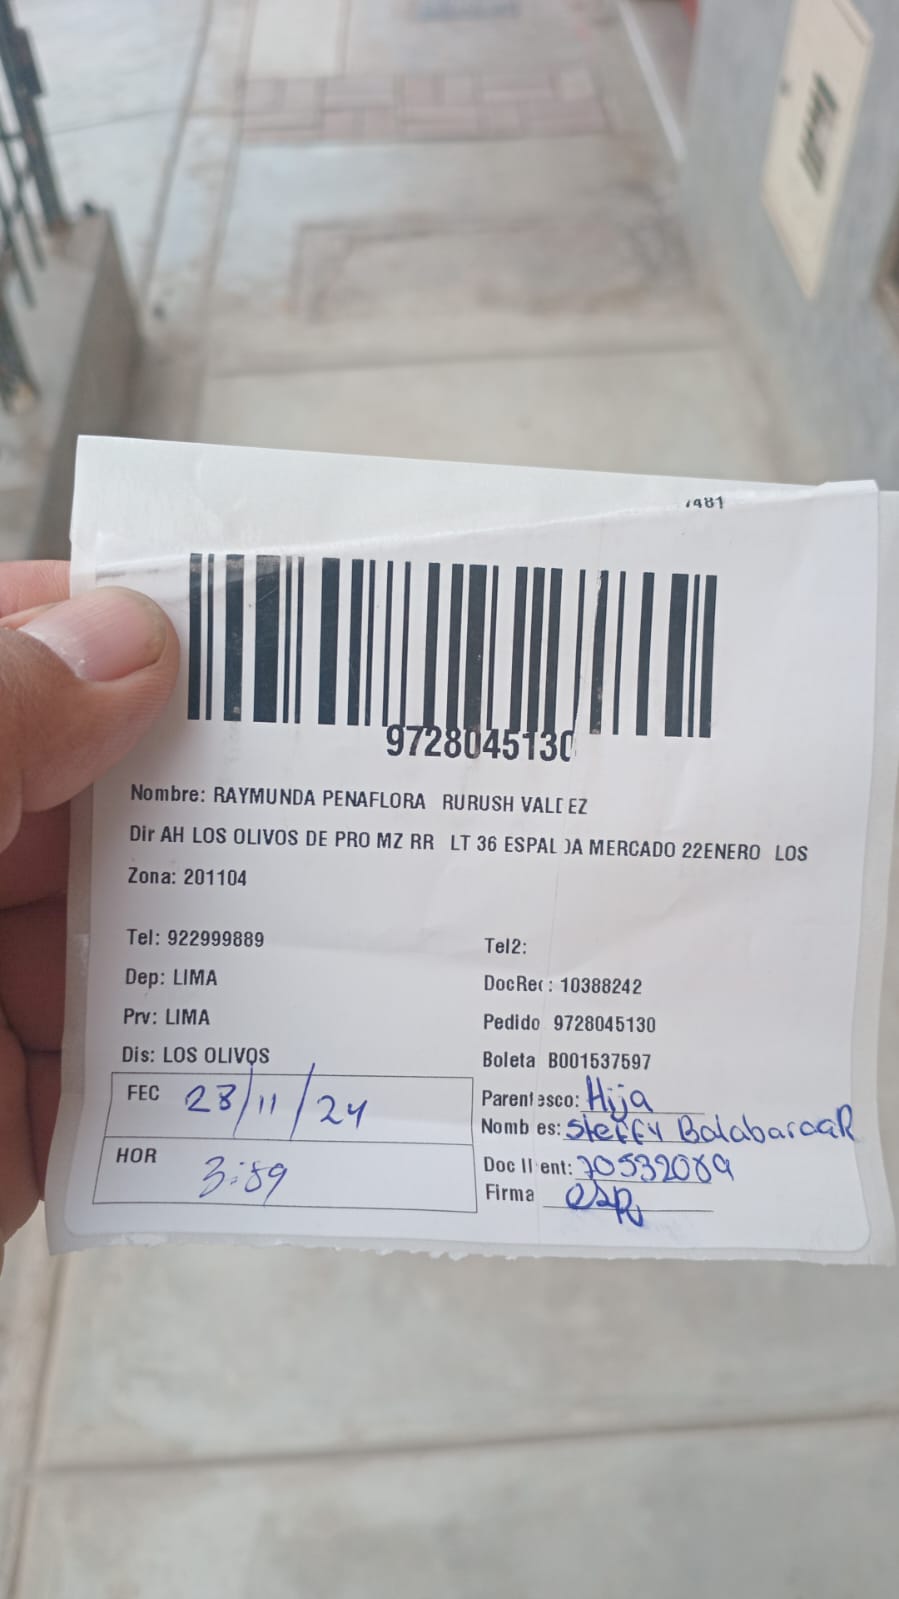 9728045130
Nombre: RAYMUNDA PENAFLORA RURUSH VALDEZ
Dir AH LOS OLIVOS DE PRO MZ RR LT 36 ESPALDA MERCADO 22ENERO LOS
Zona: 201104
Tel: 922999889 Tel2:
Dep: LIMA DocRec: 10388242
Prv: LIMA Pedido 9728045130
Dis: LOS OLIVOS Boleta B001537597
FEC 28/11/24 Parentesco: Hija
Nombres: Steffy
HOR 3:59 Doc Ident: 70532089
Firma